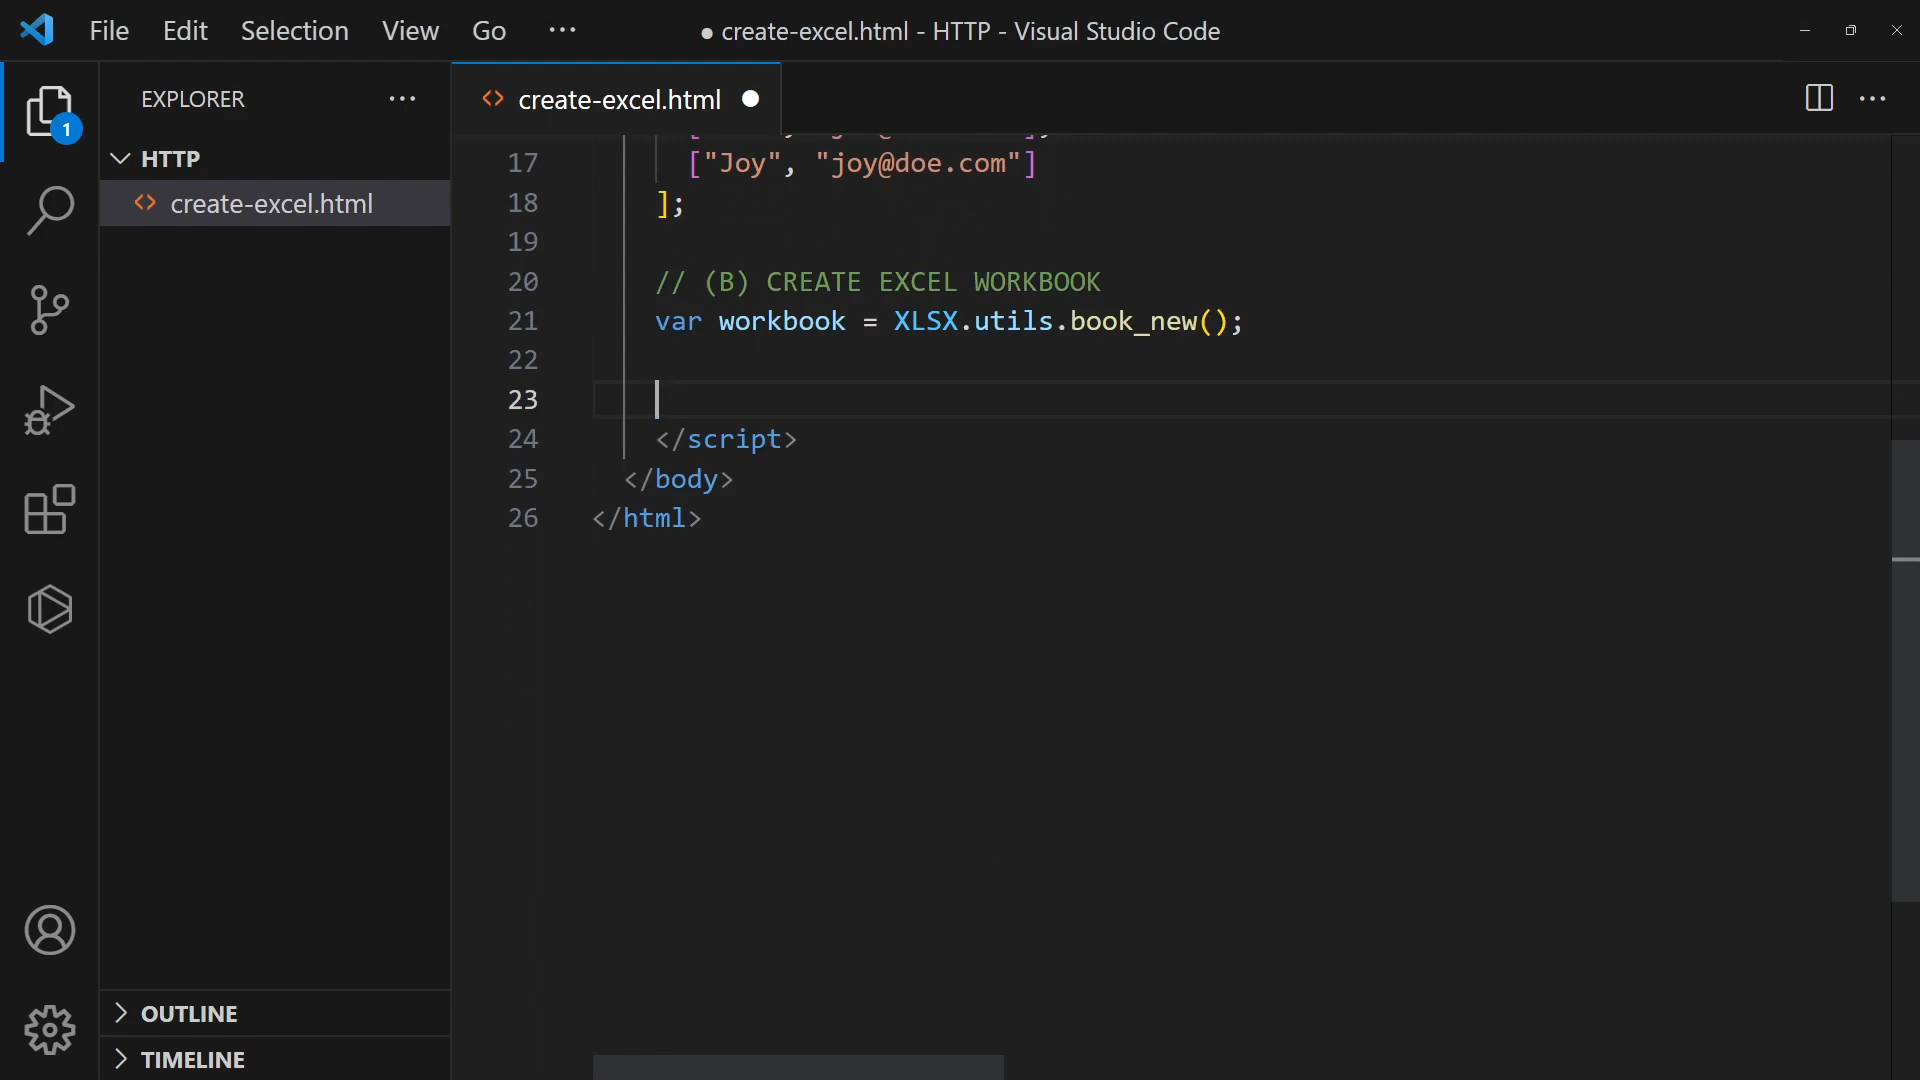 File Edit Selection View Go ··· ● create-excel.html - HTTP - Visual Studio Code
EXPLORER ···
create-excel.html
1
HTTP
create-excel.html
17 ["Joy", "joy@doe.com"]
18 ];
19
20 // (B) CREATE EXCEL WORKBOOK
21 var workbook = XLSX.utils.book_new();
22
23
24 </script>
25 </body>
26 </html>
OUTLINE
TIMELINE